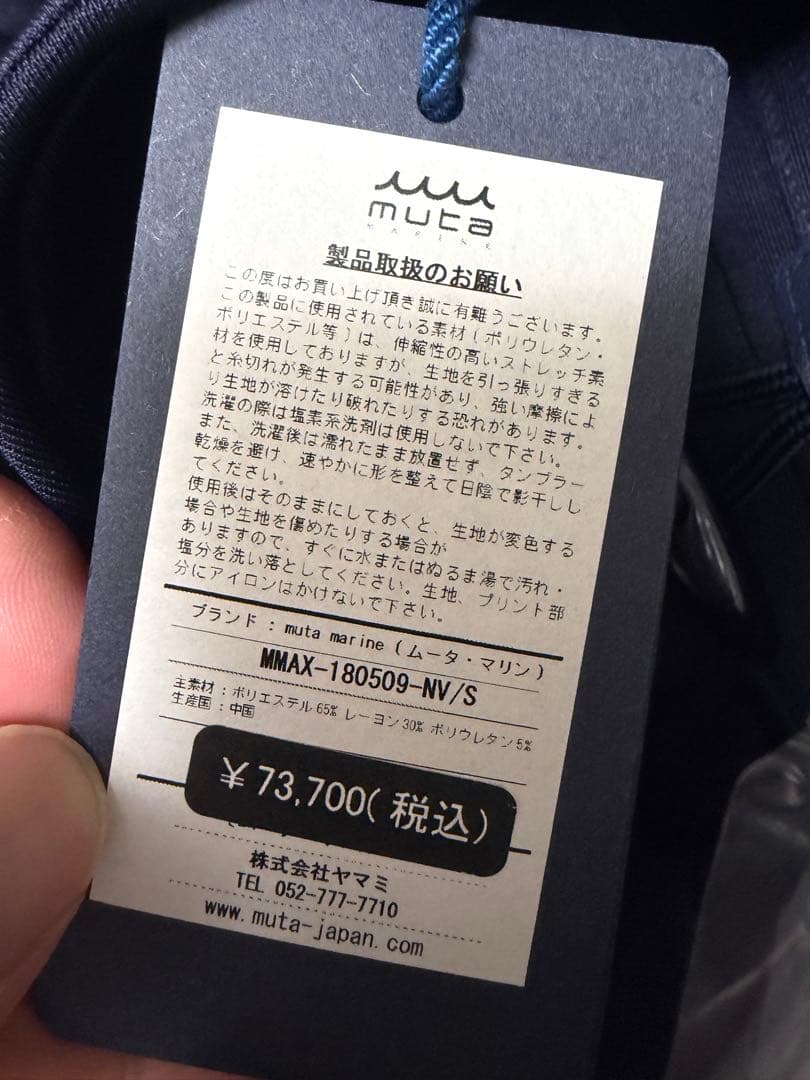 muta
MARINE
製品取扱のお願い
この度はお買い上げ頂き誠に有難うございます。
この製品に使用されている素材(ポリウレタン・
ポリエステル等)は、伸縮性の高いストレッチ素
材を使用しておりますが、生地を引っ張りすぎる
と糸切れが発生する可能性があり、強い摩擦によ
り生地が溶けたり破れたりする恐れがあります。
洗濯の際は塩素系洗剤は使用しないで下さい。
また、洗濯後は濡れたまま放置せず、タンブラー
乾燥を避け、速やかに形を整えて日陰で影干しし
てください。
使用後はそのままにしておくと、生地が変色する
場合や生地を傷めたりする場合が
ありますので、すぐに水またはぬるま湯で汚れ・
塩分を洗い落としてください。生地、プリント部
分にアイロンはかけないで下さい。
ブランド : muta marine (ムータ・マリン)
MMAX-180509-NV/S
主素材 : ポリエステル65% レーヨン30% ポリウレタン5%
生産国 : 中国
¥73,700(税込)
株式会社ヤマミ
TEL 052-777-7710
www.muta-japan.com